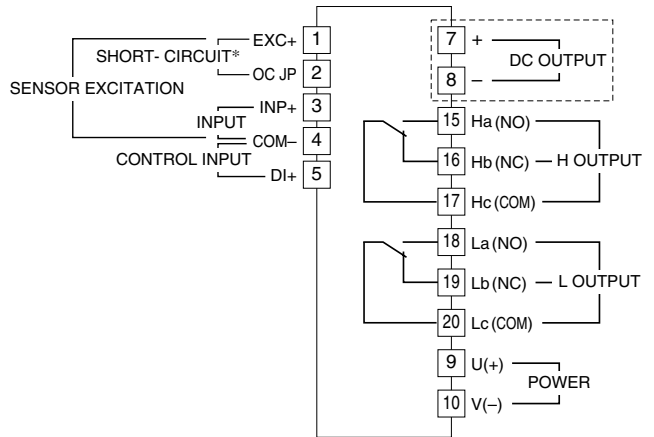 EXC+ 1
SHORT- CIRCUIT*
OC JP 2
SENSOR EXCITATION
INP+ 3
INPUT
COM– 4
CONTROL INPUT
DI+ 5
7 +
DC OUTPUT
8 –
15 Ha (NO)
16 Hb (NC) H OUTPUT
17 Hc (COM)
18 La (NO)
19 Lb (NC) L OUTPUT
20 Lc (COM)
9 U(+)
POWER
10 V(–)